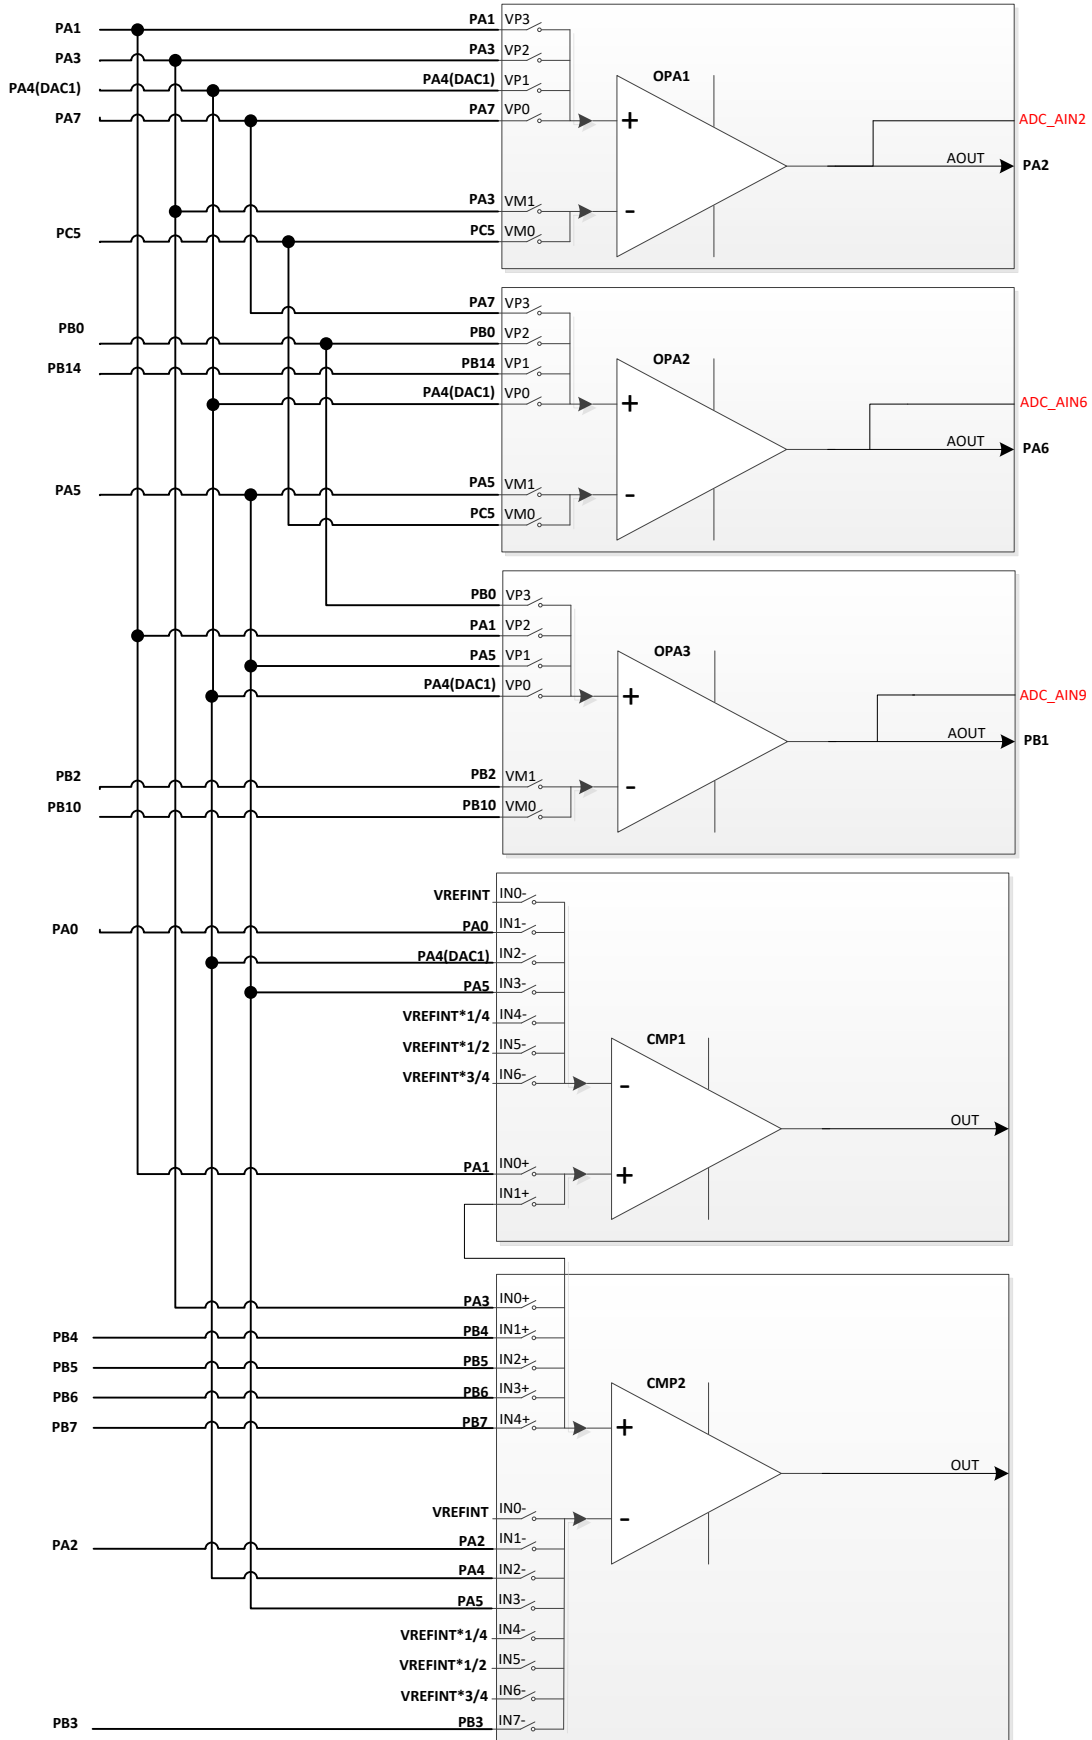 PA1 PA1 VP3
PA3 PA3 VP2 OPA1
PA4(DAC1) PA4(DAC1) VP1
PA7 PA7 VP0 + ADC_AIN2
AOUT PA2
PA3 VM1 -
PC5 PC5 VM0
PA7 VP3
PB0 PB0 VP2 OPA2
PB14 PB14 VP1
PA4(DAC1) VP0 + ADC_AIN6
AOUT PA6
PA5 PA5 VM1 -
PC5 VM0
PB0 VP3
PA1 VP2 OPA3
PA5 VP1
PA4(DAC1) VP0 + ADC_AIN9
AOUT PB1
PB2 PB2 VM1 -
PB10 PB10 VM0
VREFINT IN0-
PA0 PA0 IN1-
PA4(DAC1) IN2-
PA5 IN3-
VREFINT*1/4 IN4-
VREFINT*1/2 IN5- CMP1
VREFINT*3/4 IN6- -
OUT
PA1 IN0+ +
IN1+
PA3 IN0+
PB4 PB4 IN1+
PB5 PB5 IN2+
PB6 PB6 IN3+ CMP2
PB7 PB7 IN4+ +
OUT
VREFINT IN0- -
PA2 PA2 IN1-
PA4 IN2-
PA5 IN3-
VREFINT*1/4 IN4-
VREFINT*1/2 IN5-
VREFINT*3/4 IN6-
PB3 PB3 IN7-